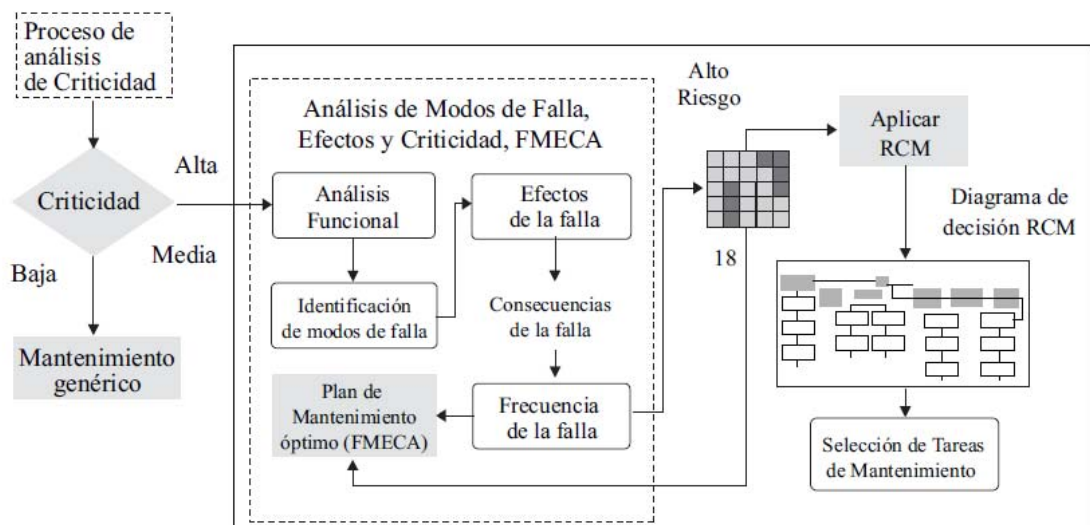 Proceso de
análisis
de Criticidad
Criticidad
Alta
Media
Baja
Mantenimiento
genérico
Análisis de Modos de Falla,
Efectos y Criticidad, FMECA
Análisis
Funcional
Identificación
de modos de falla
Efectos
de la falla
Consecuencias
de la falla
Frecuencia
de la falla
Plan de
Mantenimiento
óptimo (FMECA)
Alto
Riesgo
18
Aplicar
RCM
Diagrama de
decisión RCM
Selección de Tareas
de Mantenimiento